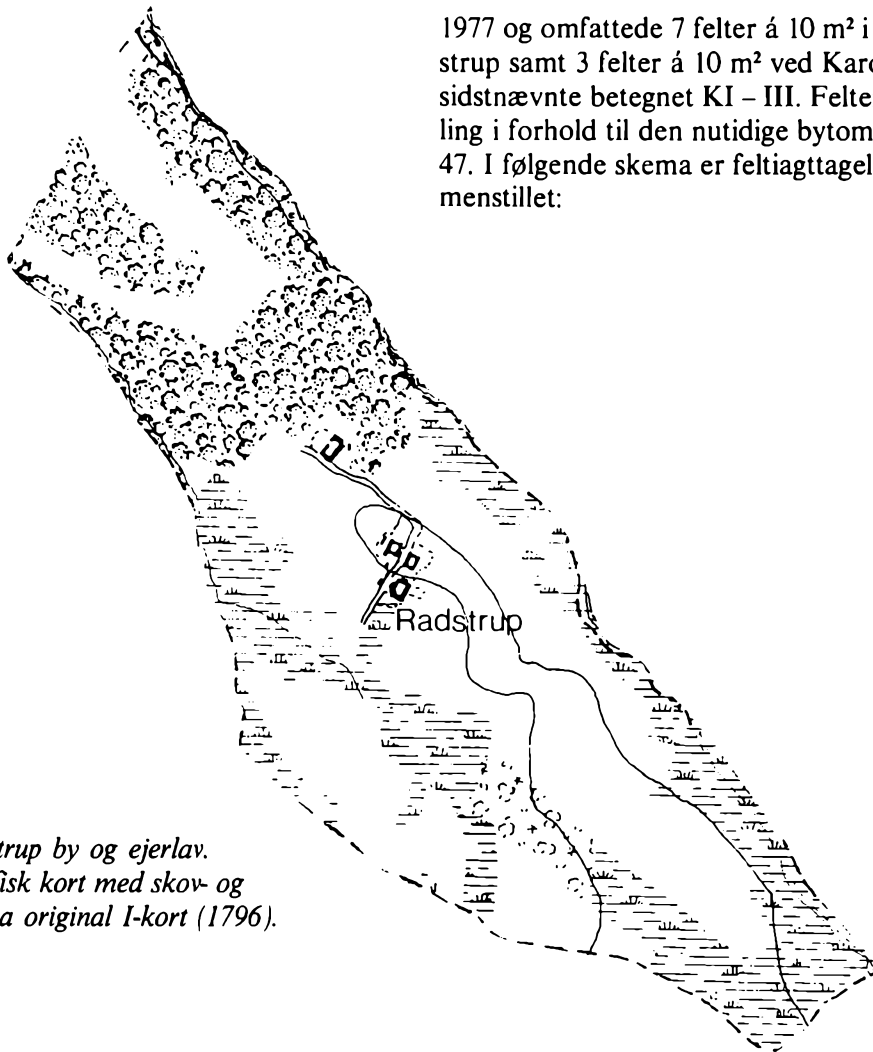 1977 og omfattede 7 felter á 10 m² i
strup samt 3 felter á 10 m² ved Karo
sidstnævnte betegnet KI – III. Felte
ling i forhold til den nutidige bytom
47. I følgende skema er feltiagttagel
menstillet:
Radstrup
trup by og ejerlav.
fisk kort med skov- og
a original I-kort (1796).